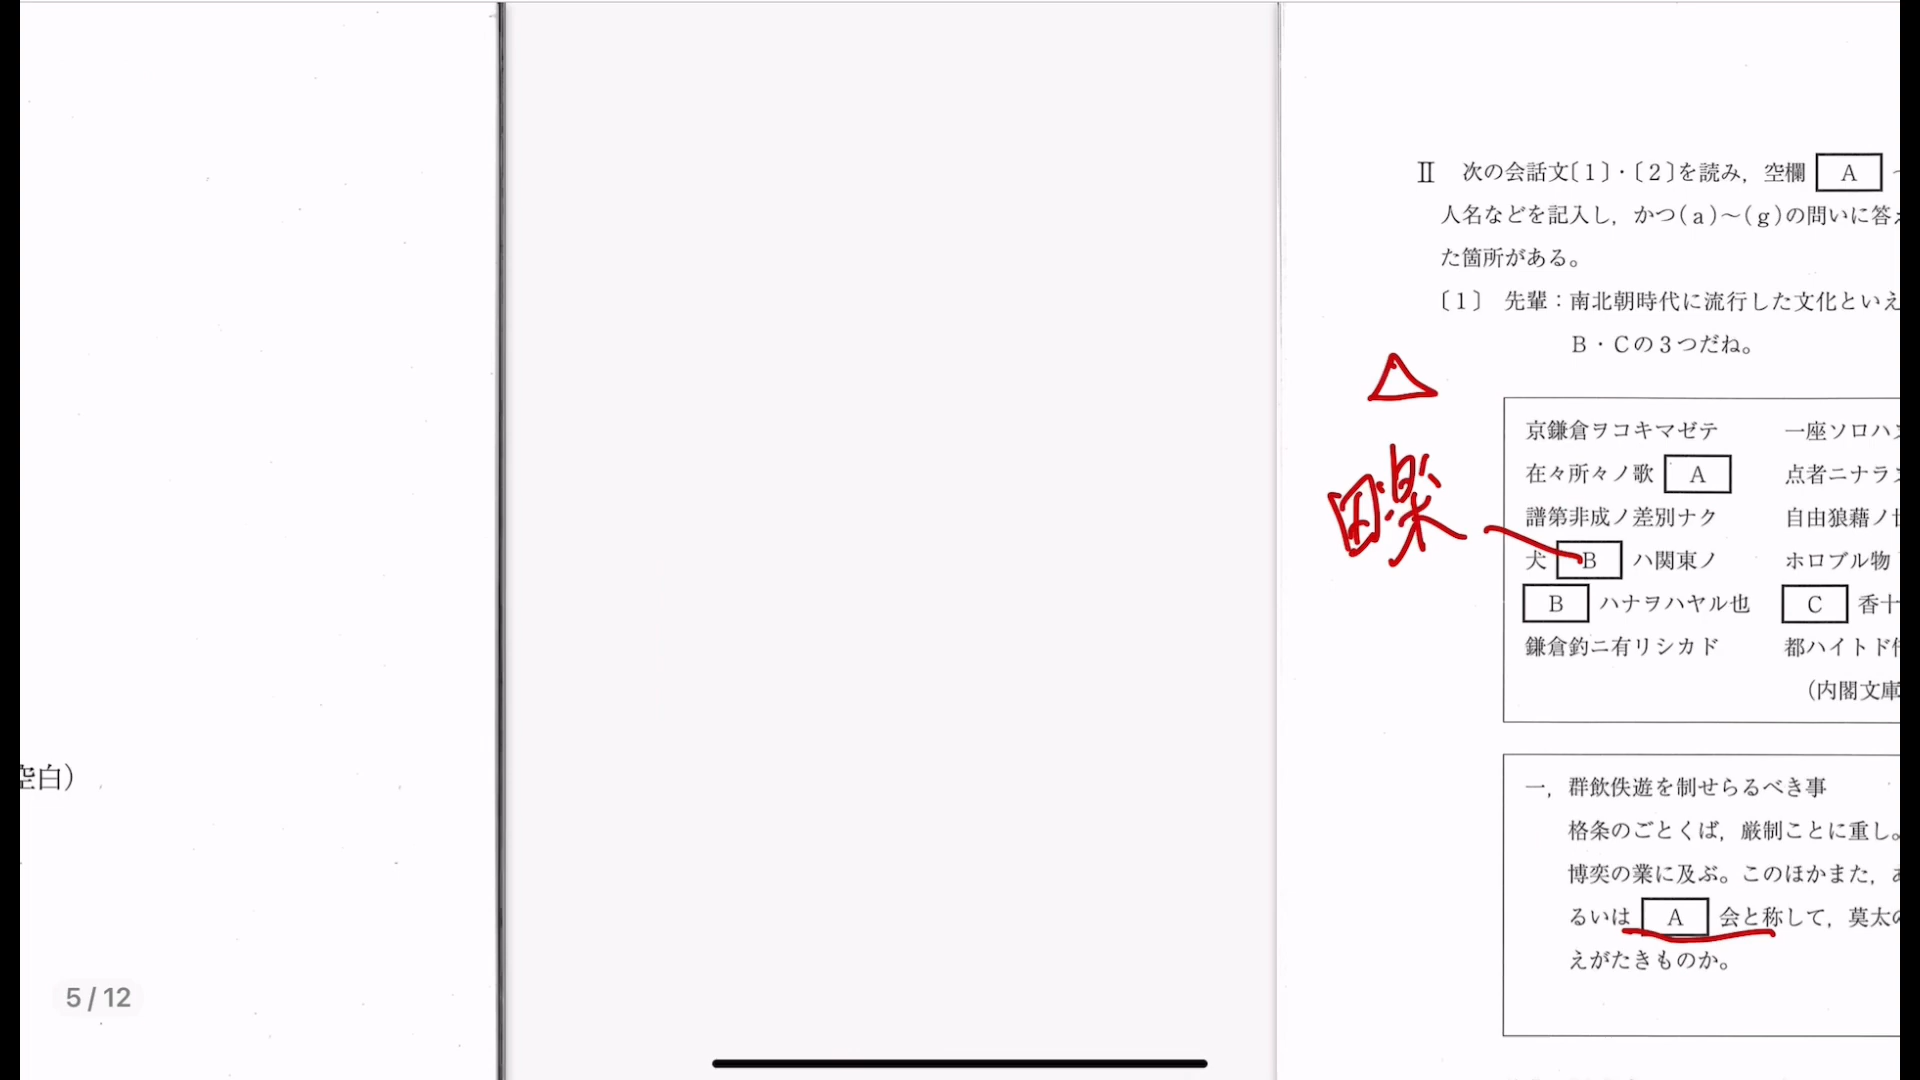 白）
5 / 12
Ⅱ 次の会話文〔１〕・〔２〕を読み，空欄 A
人名などを記入し，かつ(ａ)～(ｇ)の問いに答
た箇所がある。
〔１〕 先輩：南北朝時代に流行した文化といえ
Ｂ・Ｃの３つだね。
△
田楽
京鎌倉ヲコキマゼテ 一座ソロハ
在々所々ノ歌 A 点者ニナラ
譜第非成ノ差別ナク 自由狼藉ノ
犬 B ハ関東ノ ホロブル物
B ハナヲハヤル也 C 香十
鎌倉釣ニ有リシカド 都ハイトド
（内閣文庫
一，群飲佚遊を制せらるべき事
格条のごとくば，厳制ことに重し。
博奕の業に及ぶ。このほかまた，
るいは A 会と称して，莫太
えがたきものか。